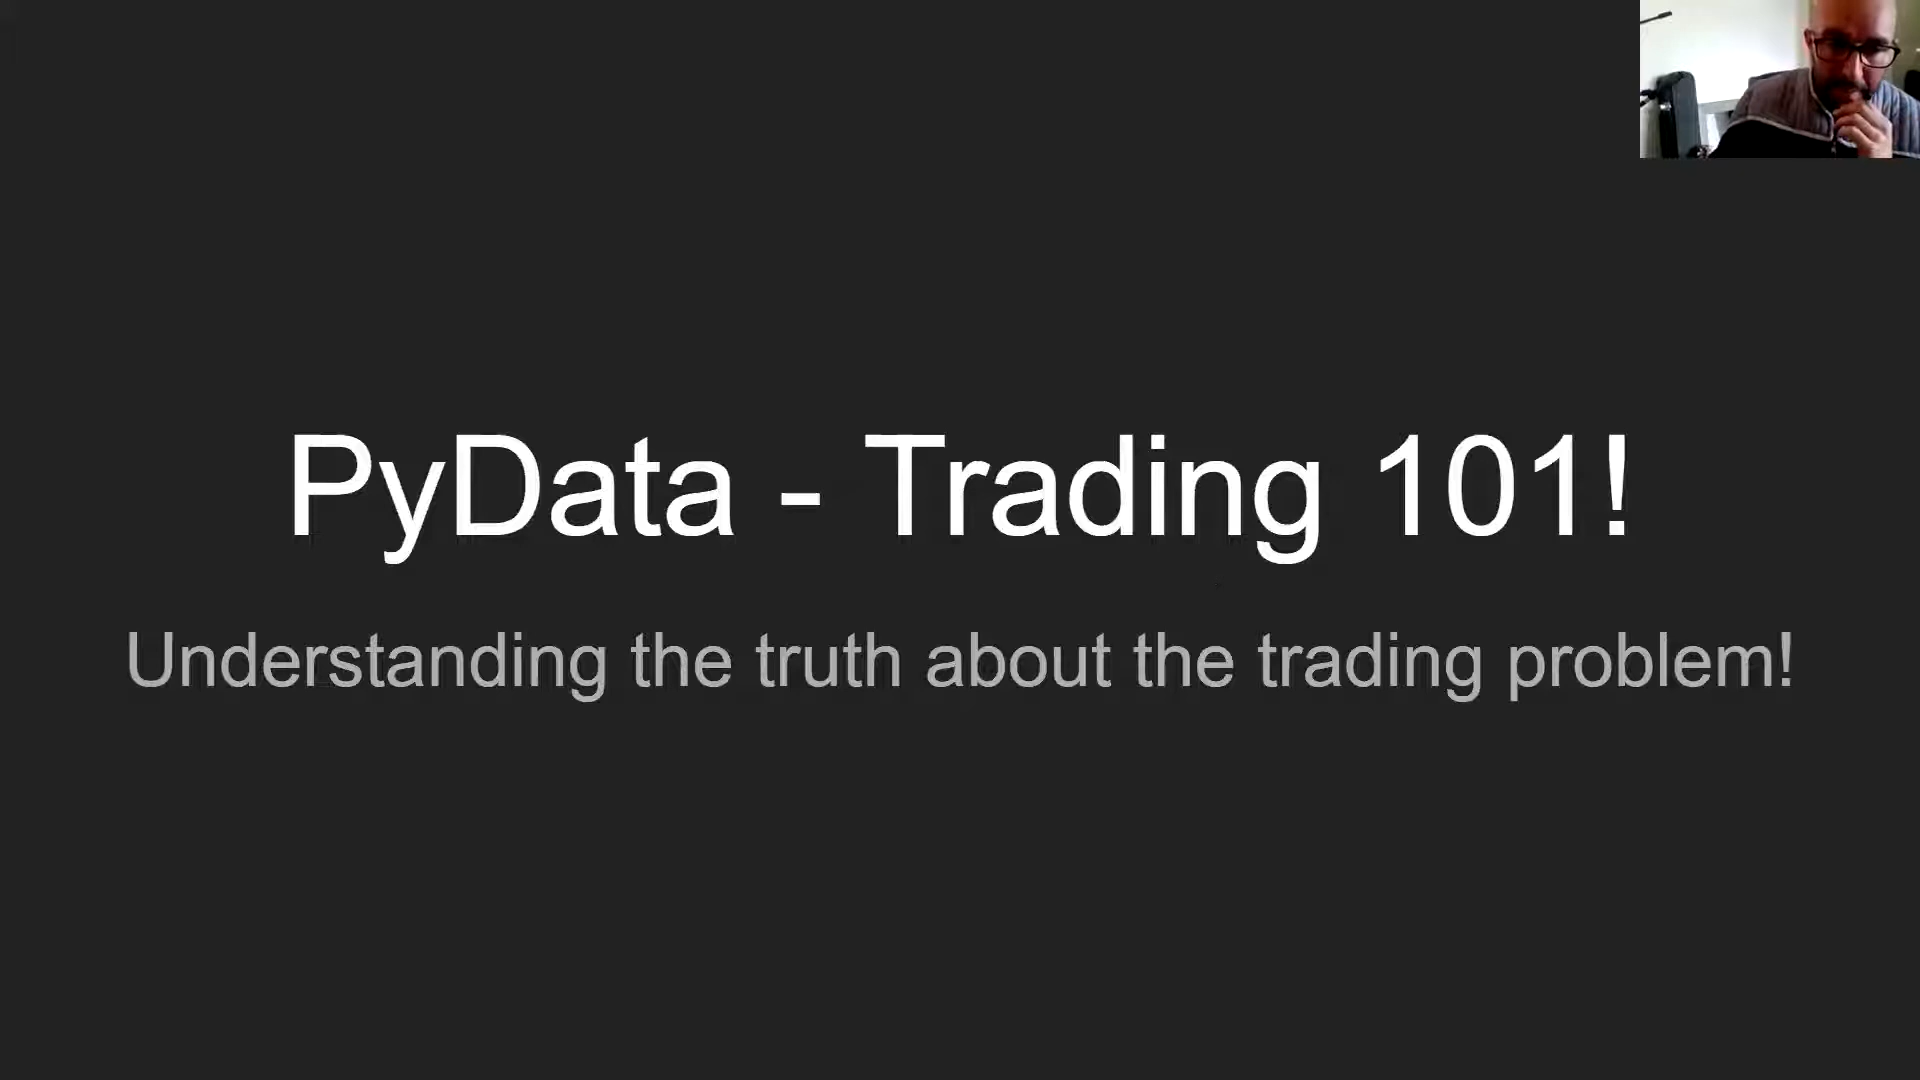 PyData - Trading 101!
Understanding the truth about the trading problem!